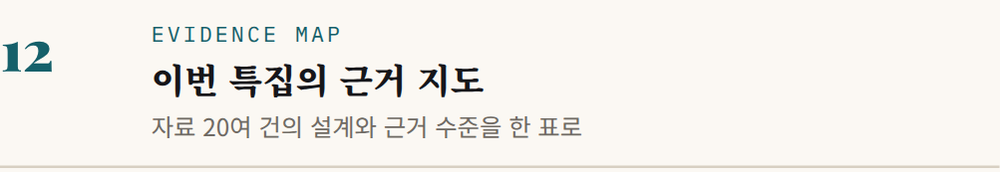 12
EVIDENCE MAP
이번 특집의 근거 지도
자료 20여 건의 설계와 근거 수준을 한 표로